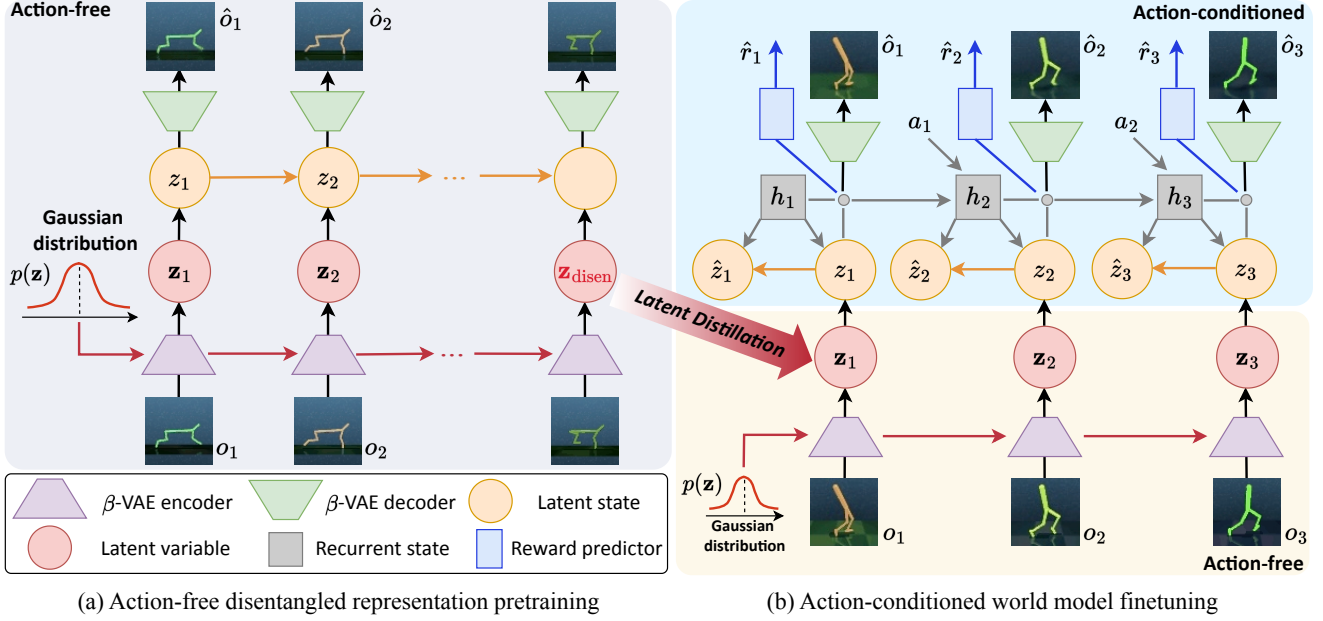 Action-free
ô₁
ô₂
z₁
z₂
...
Gaussian
distribution
p(𝐳)
𝐳₁
𝐳₂
𝐳disen
...
o₁
o₂
Latent Distillation
Action-conditioned
r̂₁
ô₁
r̂₂
ô₂
r̂₃
ô₃
a₁
a₂
h₁
h₂
h₃
ẑ₁
z₁
ẑ₂
z₂
ẑ₃
z₃
𝐳₁
𝐳₂
𝐳₃
p(𝐳)
Gaussian
distribution
o₁
o₂
o₃
Action-free
β-VAE encoder
β-VAE decoder
Latent state
Latent variable
Recurrent state
Reward predictor
(a) Action-free disentangled representation pretraining
(b) Action-conditioned world model finetuning